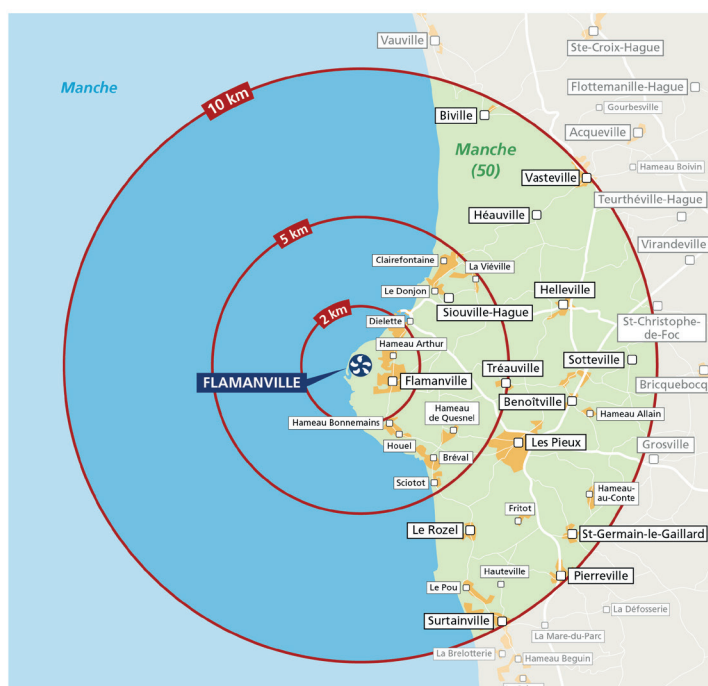 Vauville
Ste-Croix-Hague
Manche
Flottemanille-Hague
10 km
Gourbesville
Biville
Acqueville
Manche
(50)
Hameau Boivin
Vasteville
Teurthéville-Hague
Héauville
5 km
Virandeville
Clairefontaine
La Viéville
Le Donjon
Helleville
Siouville-Hague
2 km
Dielette
St-Christophe-
de-Foc
Hameau Arthur
Sotteville
Tréauville
FLAMANVILLE
Flamanville
Bricquebocq
Benoîtville
Hameau
de Quesnel
Hameau Allain
Hameau Bonnemains
Houel
Les Pieux
Grosville
Bréval
Sciotot
Hameau-
au-Conte
Fritot
Le Rozel
St-Germain-le-Gaillard
Hauteville
Pierreville
Le Pou
La Défosserie
Surtainville
La Mare-du-Parc
La Brelotterie
Hameau Beguin